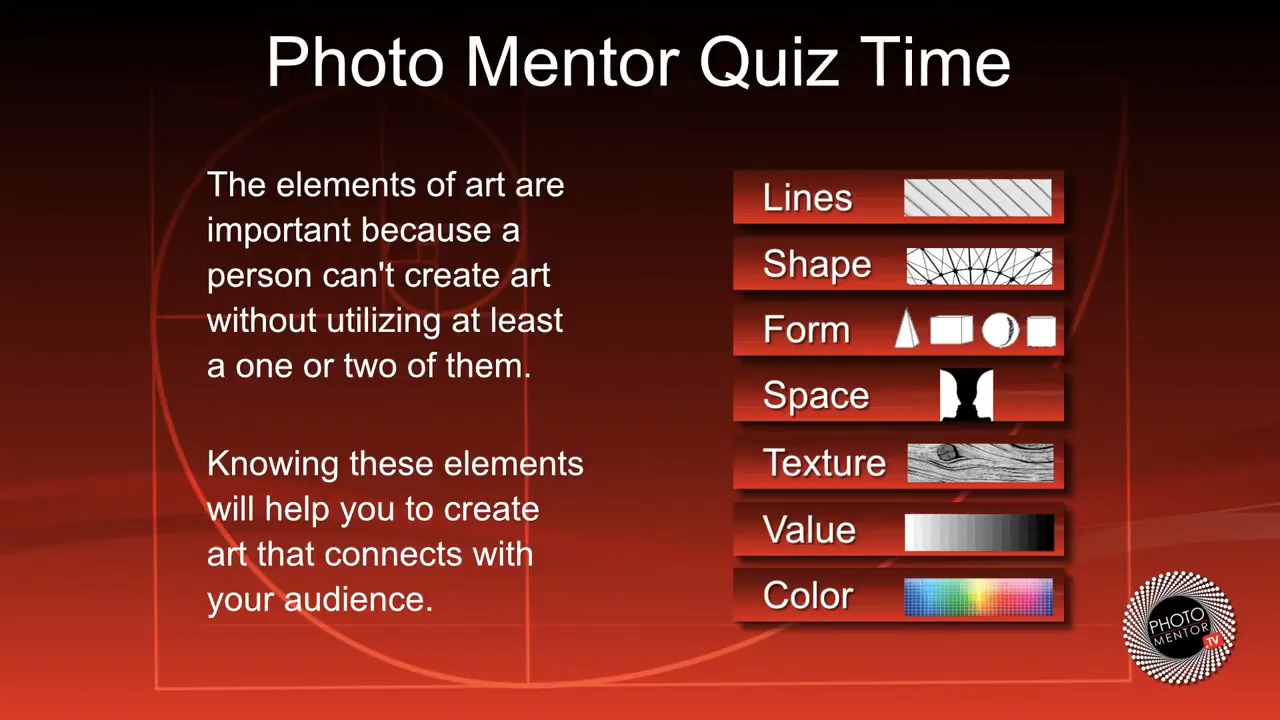 Photo Mentor Quiz Time
The elements of art are
important because a
person can't create art
without utilizing at least
a one or two of them.
Knowing these elements
will help you to create
art that connects with
your audience.
Lines
Shape
Form
Space
Texture
Value
Color
PHOTO
MENTOR
TV